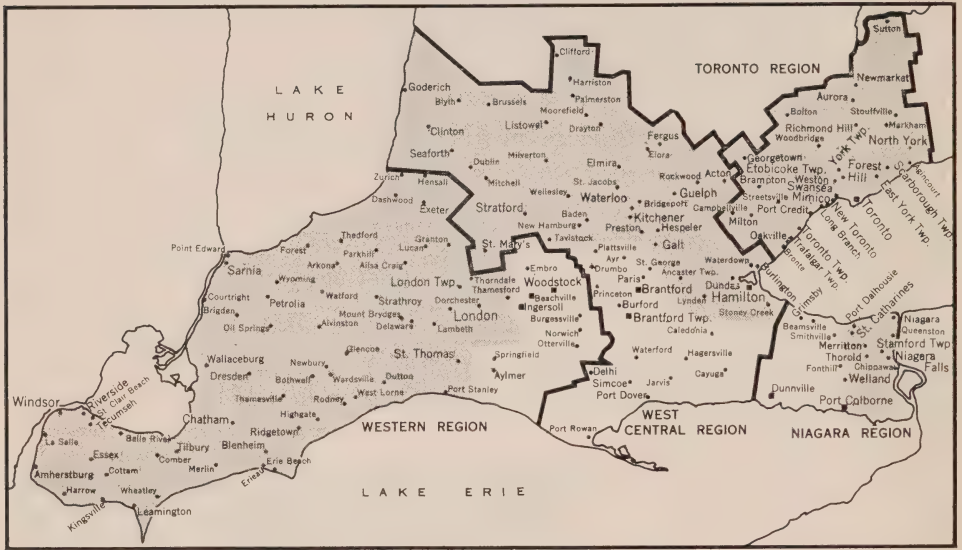 Sutton
Clifford
TORONTO REGION
LAKE
HURON
Goderich
Harriston
Newmarket
Blyth
Brussels
Palmerston
Aurora
Moorefield
Bolton
Stouffville
Clinton
Listowel
Drayton
Fergus
Richmond Hill
Markham
Woodbridge
North York
Seaforth
Milverton
Elora
York Twp.
Dublin
Elmira
Georgetown
Forest
Hill
Agincourt
Zurich
Hensall
Mitchell
St. Jacobs
Rockwood
Acton
Etobicoke Twp.
Brampton
Weston
Scarborough Twp.
Wellesley
Waterloo
Guelph
Swansea
Dashwood
Exeter
Stratford
Baden
Bridgeport
Campbellville
Streetsville
Mimico
East York Twp.
Kitchener
Port Credit
Toronto
New Hamburg
Preston
Hespeler
Milton
New Toronto
Long Branch
Point Edward
Forest
Thedford
Granton
St. Mary's
Tavistock
Plattsville
Galt
Oakville
Toronto Twp.
Trafalgar Twp.
Bronte
Parkhill
Lucan
Sarnia
Arkona
Ailsa Craig
Ayr
St. George
Waterdown
Burlington
Wyoming
London Twp.
Thorndale
Embro
Drumbo
Paris
Ancaster Twp.
Thamesford
Woodstock
Princeton
Brantford
Dundas
Port Dalhousie
Courtright
Petrolia
Watford
Strathroy
Dorchester
Beachville
Ingersoll
Burford
Lynden
Hamilton
Grimsby
St. Catharines
Brigden
Mount Brydges
London
Stoney Creek
Beamsville
Niagara
Oil Springs
Alvinston
Delaware
Lambeth
Burgessville
Brantford Twp.
Smithville
Queenston
Norwich
Caledonia
Merritton
Stamford Twp.
Otterville
Thorold
Niagara
Falls
Wallaceburg
Glencoe
St. Thomas
Springfield
Waterford
Hagersville
Fonthill
Chippawa
Dresden
Newbury
Dutton
Aylmer
Delhi
Cayuga
Welland
Bothwell
Wardsville
Simcoe
Jarvis
Dunnville
Windsor
Riverside
St Clair Beach
Tecumseh
Thamesville
Rodney
West Lorne
Port Stanley
Port Dover
Port Colborne
Chatham
Highgate
La Salle
Belle River
Ridgetown
WESTERN REGION
Port Rowan
WEST
CENTRAL REGION
NIAGARA REGION
Essex
Tilbury
Blenheim
Comber
Amherstburg
Cottam
Merlin
Erieau
Erie Beach
Harrow
Wheatley
LAKE ERIE
Kingsville
Leamington